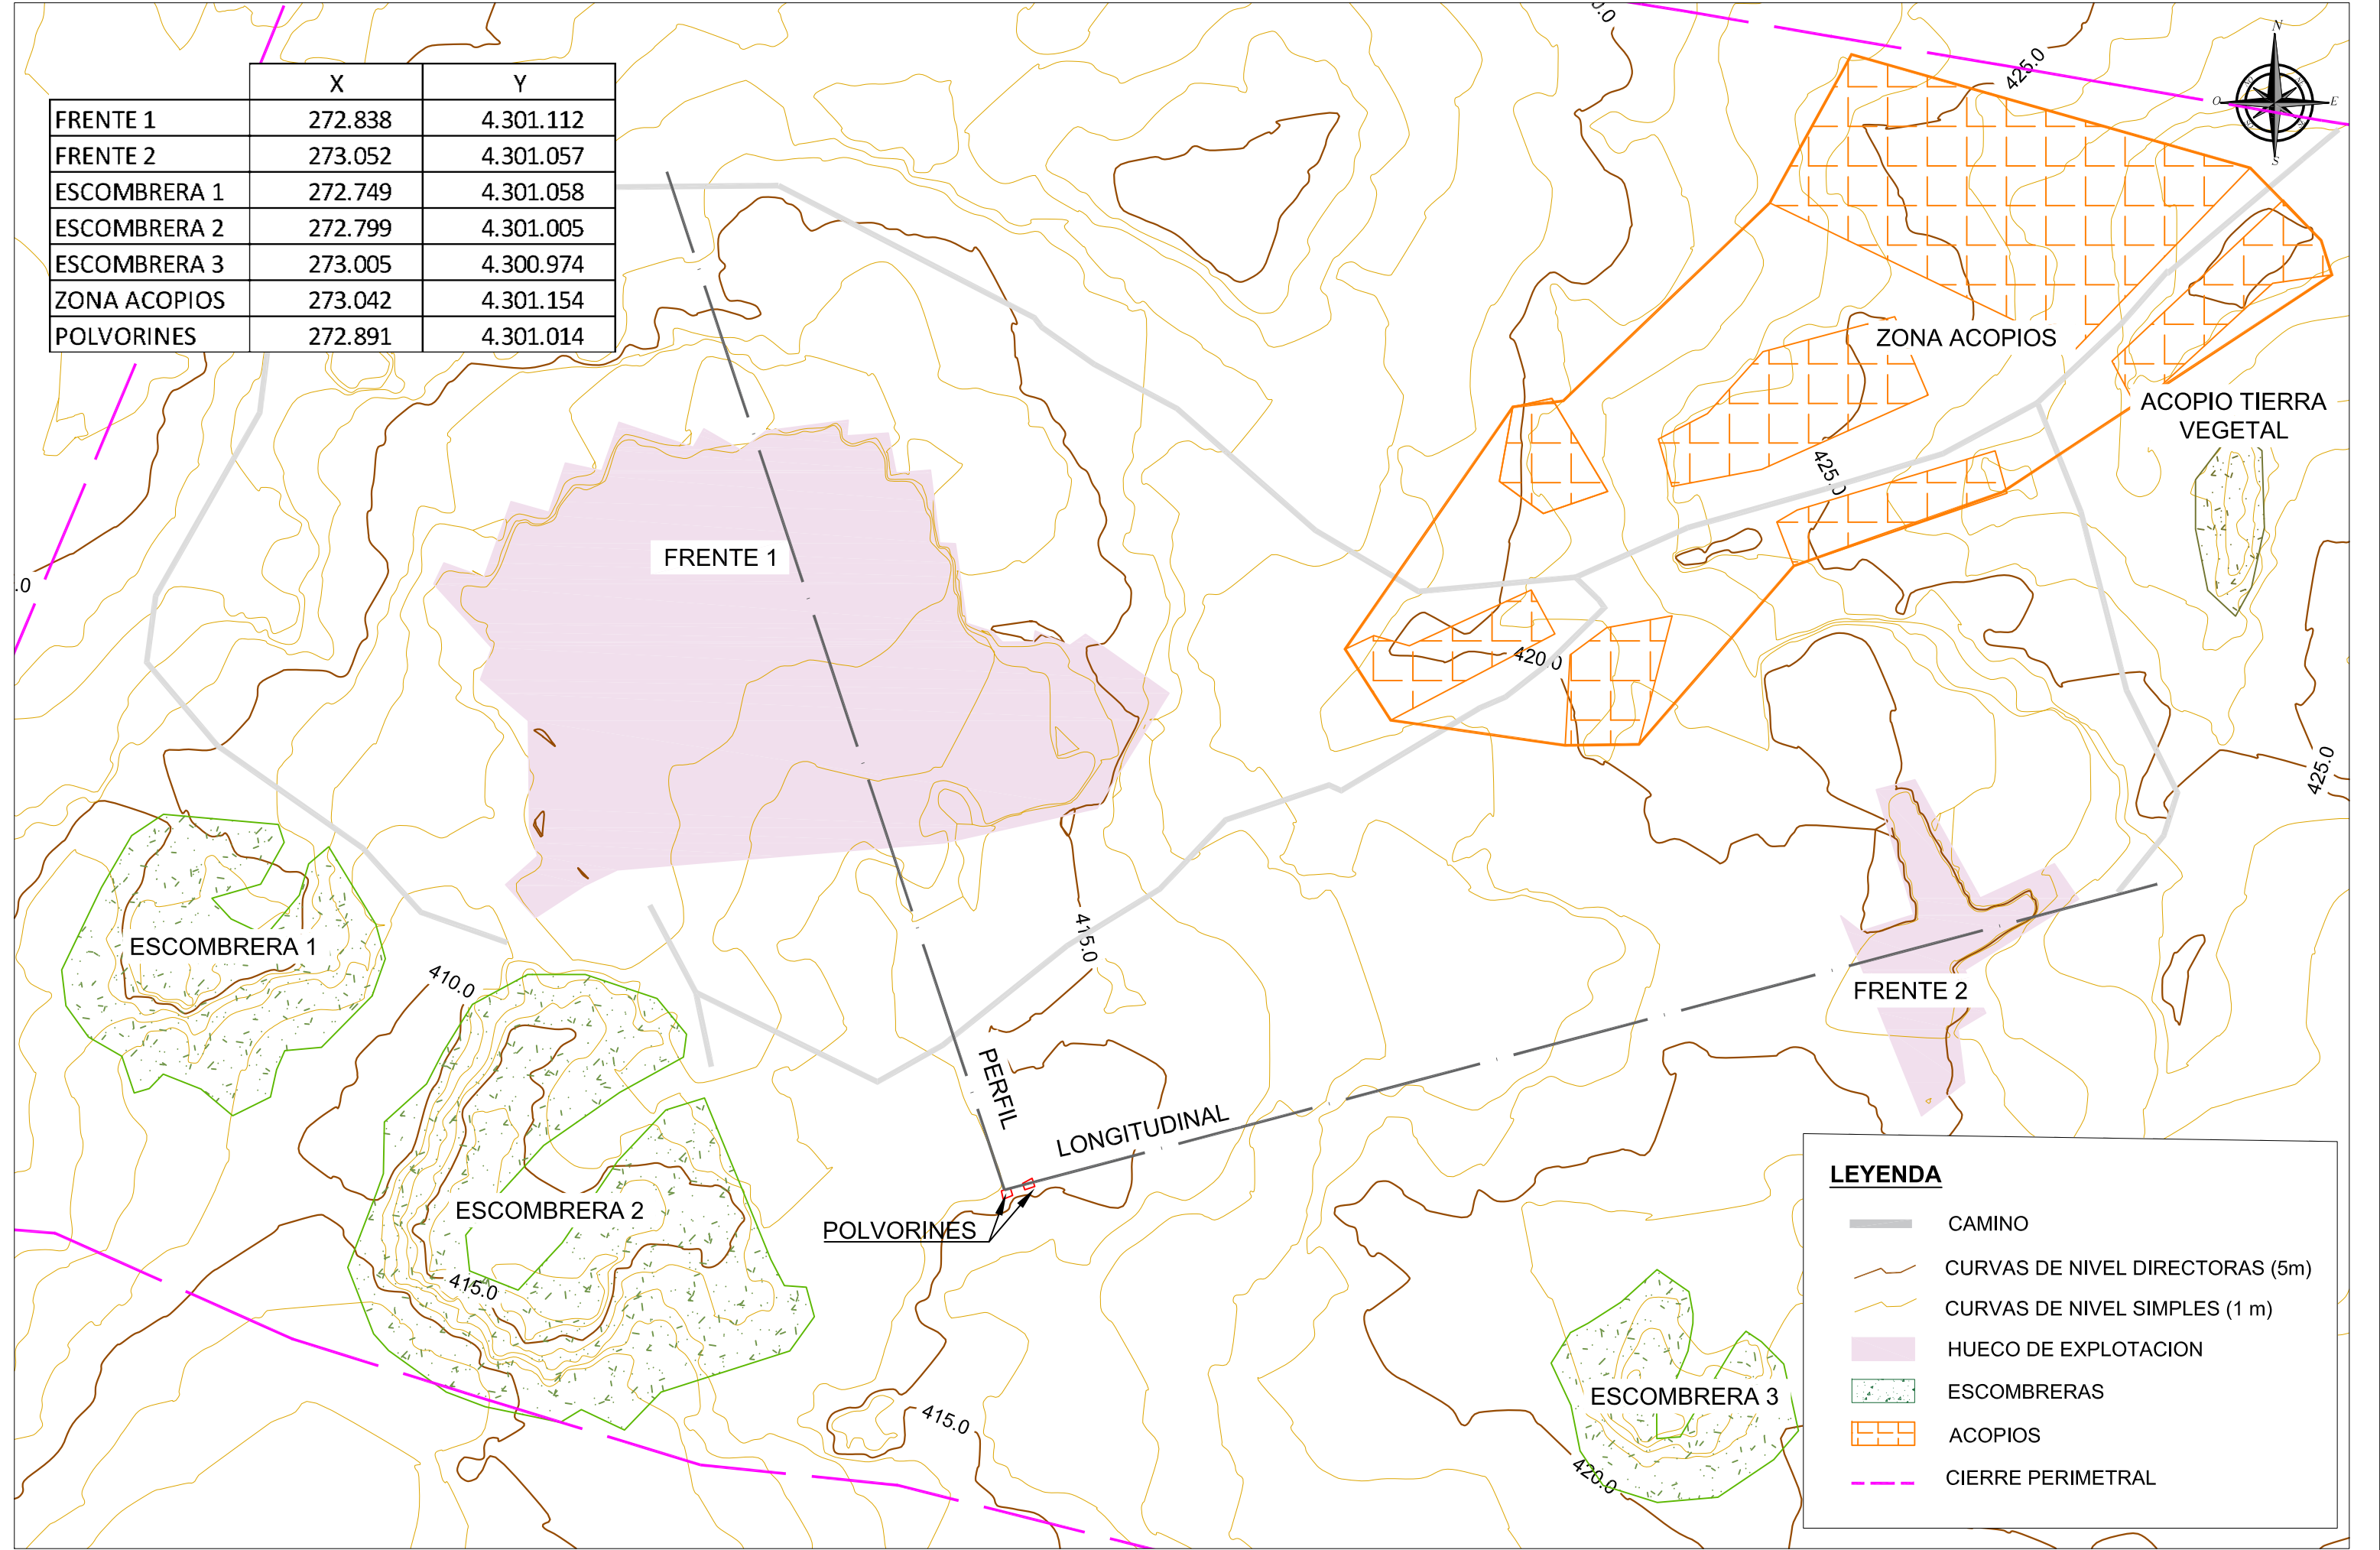 X Y
FRENTE 1 272.838 4.301.112
FRENTE 2 273.052 4.301.057
ESCOMBRERA 1 272.749 4.301.058
ESCOMBRERA 2 272.799 4.301.005
ESCOMBRERA 3 273.005 4.300.974
ZONA ACOPIOS 273.042 4.301.154
POLVORINES 272.891 4.301.014
N
O E
S
425.0
ZONA ACOPIOS
ACOPIO TIERRA
VEGETAL
425.0
FRENTE 1
420.0
425.0
ESCOMBRERA 1
410.0
415.0
FRENTE 2
PERFIL
LONGITUDINAL
ESCOMBRERA 2
POLVORINES
415.0
ESCOMBRERA 3
415.0
420.0
LEYENDA
CAMINO
CURVAS DE NIVEL DIRECTORAS (5m)
CURVAS DE NIVEL SIMPLES (1 m)
HUECO DE EXPLOTACION
ESCOMBRERAS
ACOPIOS
CIERRE PERIMETRAL